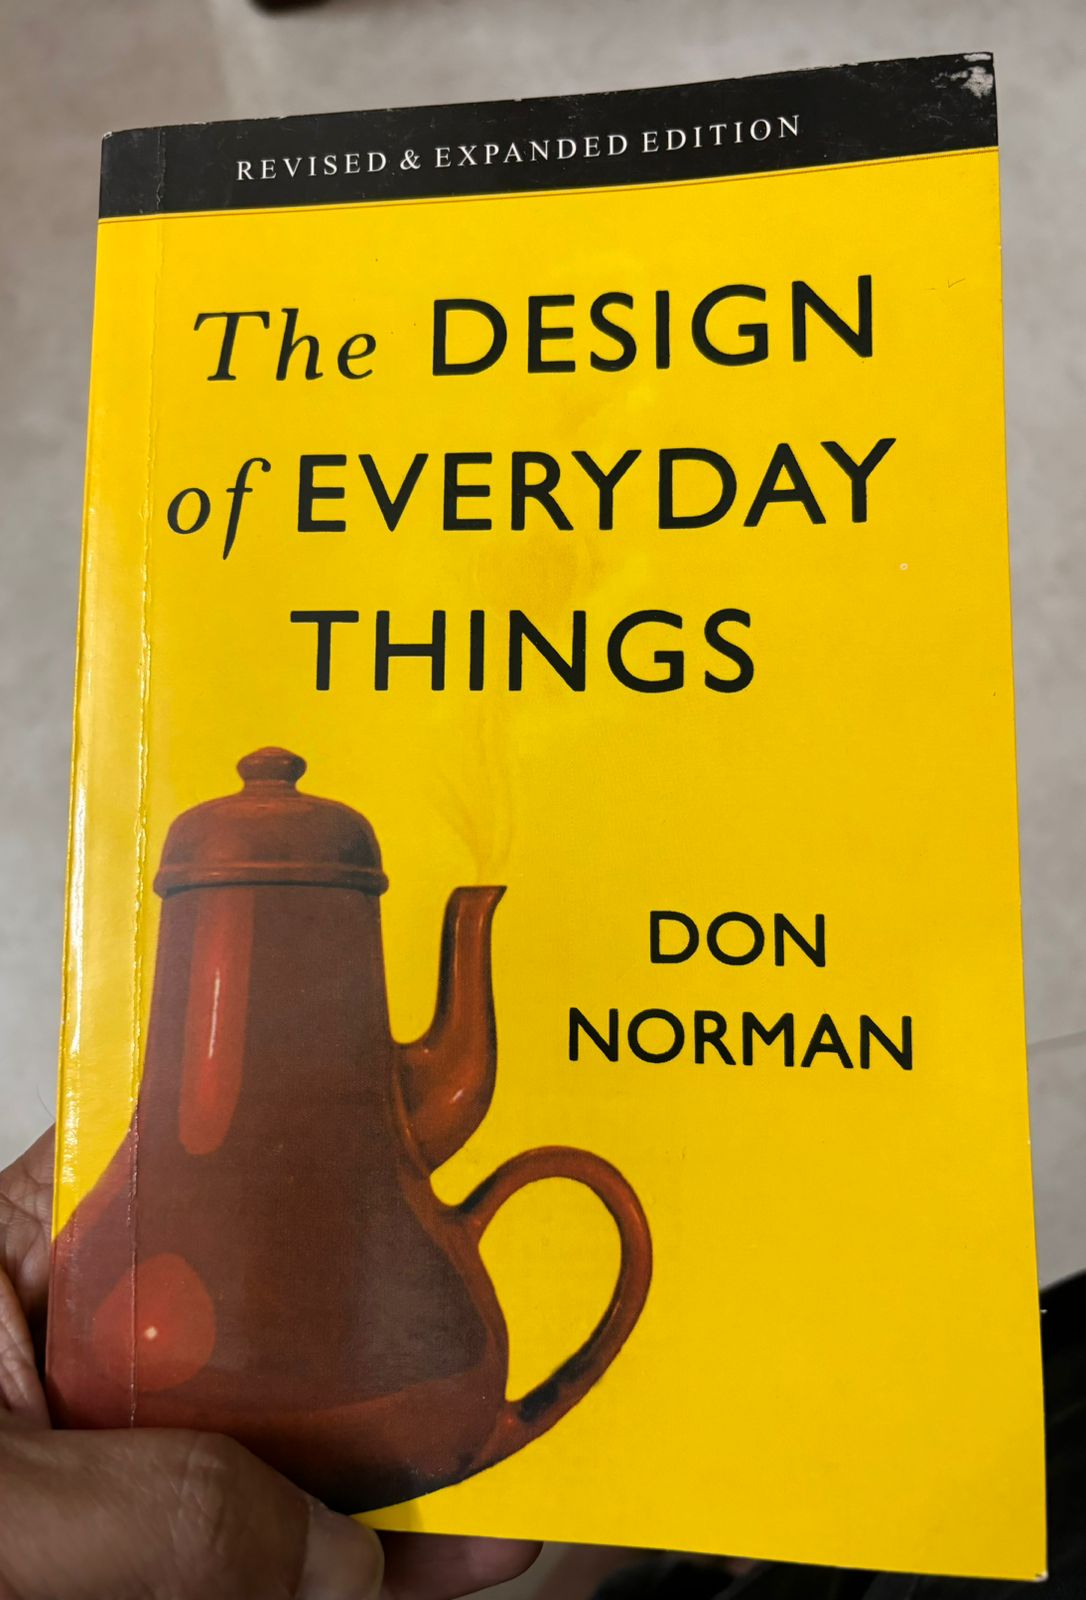 REVISED & EXPANDED EDITION
The DESIGN
of EVERYDAY
THINGS
DON
NORMAN